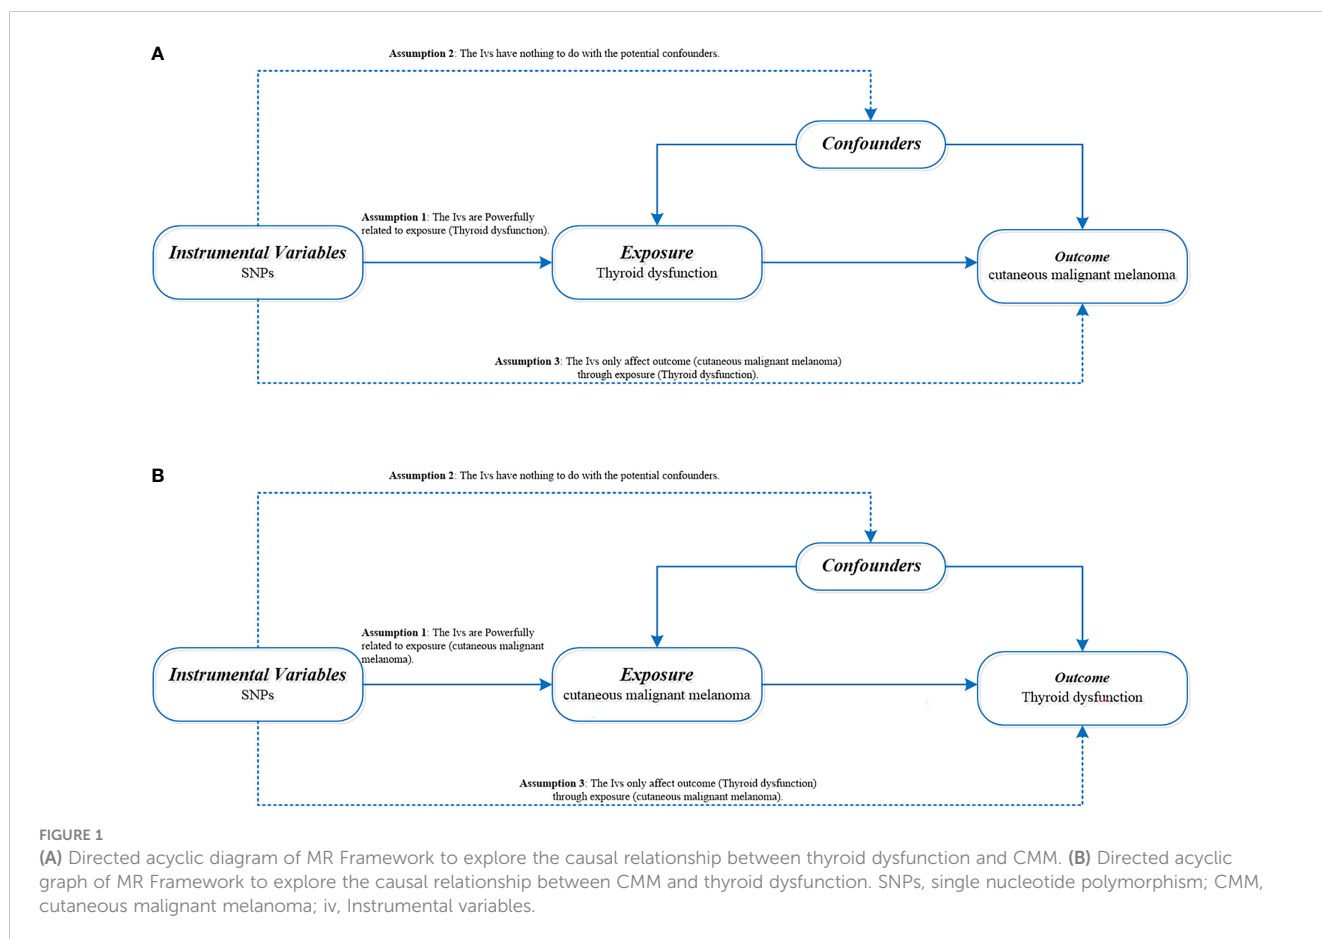 A
Assumption 2: The Ivs have nothing to do with the potential confounders.
Confounders
Assumption 1: The Ivs are Powerfully
related to exposure (Thyroid dysfunction).
Instrumental Variables
SNPs
Exposure
Thyroid dysfunction
Outcome
cutaneous malignant melanoma
Assumption 3: The Ivs only affect outcome (cutaneous malignant melanoma)
through exposure (Thyroid dysfunction).
B
Assumption 2: The Ivs have nothing to do with the potential confounders.
Confounders
Assumption 1: The Ivs are Powerfully
related to exposure (cutaneous malignant
melanoma).
Instrumental Variables
SNPs
Exposure
cutaneous malignant melanoma
Outcome
Thyroid dysfunction
Assumption 3: The Ivs only affect outcome (Thyroid dysfunction)
through exposure (cutaneous malignant melanoma).
FIGURE 1
(A) Directed acyclic diagram of MR Framework to explore the causal relationship between thyroid dysfunction and CMM. (B) Directed acyclic
graph of MR Framework to explore the causal relationship between CMM and thyroid dysfunction. SNPs, single nucleotide polymorphism; CMM,
cutaneous malignant melanoma; iv, Instrumental variables.